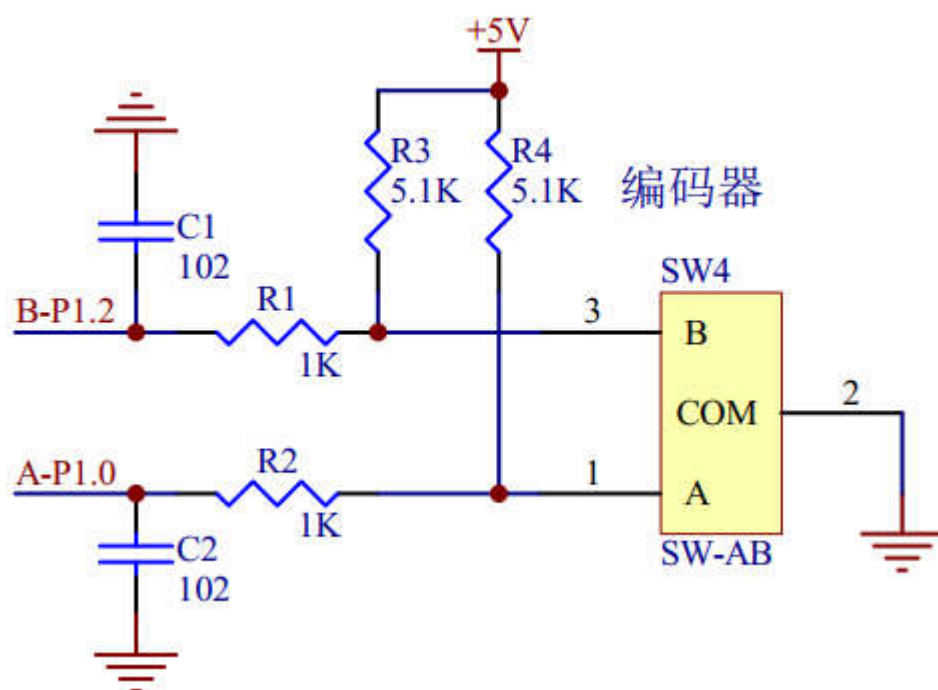 +5V
R3
5.1K
R4
5.1K
编码器
C1
102
SW4
B-P1.2
R1
1K
3
B
COM
2
A-P1.0
R2
1K
1
A
C2
102
SW-AB